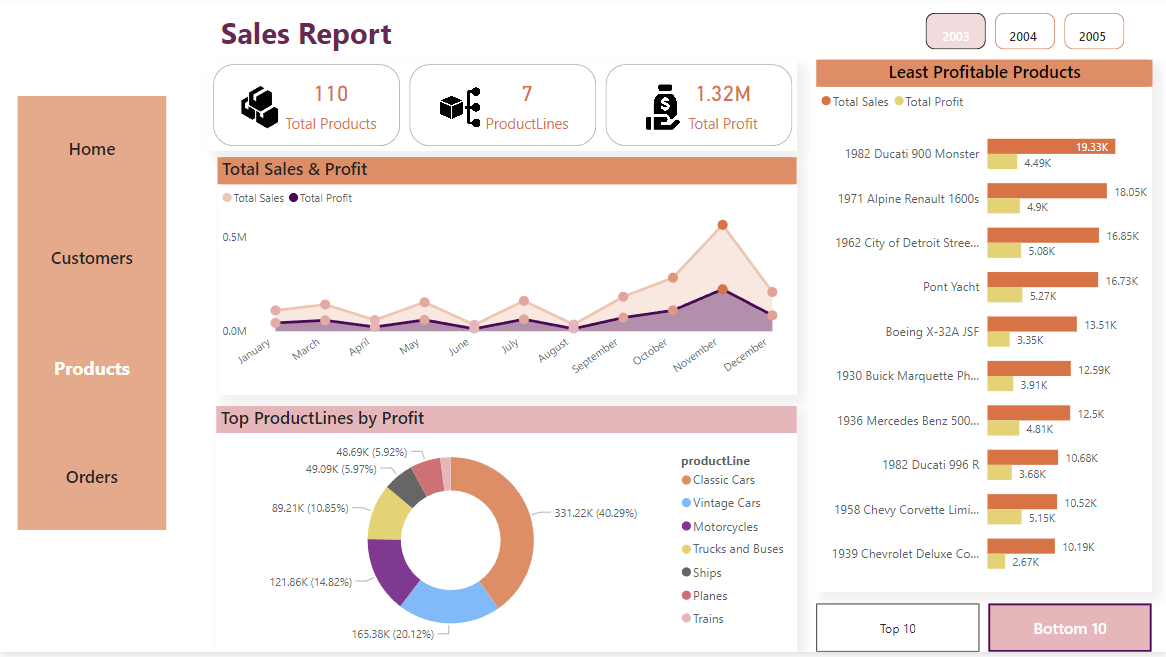 Sales Report
2003
2004
2005
Home
Customers
Products
Orders
110
Total Products
7
ProductLines
1.32M
Total Profit
Total Sales & Profit
Total Sales Total Profit
0.5M
0.0M
January
March
April
May
June
July
August
September
October
November
December
Top ProductLines by Profit
48.69K (5.92%)
49.09K (5.97%)
89.21K (10.85%)
121.86K (14.82%)
165.38K (20.12%)
331.22K (40.29%)
productLine
Classic Cars
Vintage Cars
Motorcycles
Trucks and Buses
Ships
Planes
Trains
Least Profitable Products
Total Sales Total Profit
1982 Ducati 900 Monster
19.33K
4.49K
1971 Alpine Renault 1600s
18.05K
4.9K
1962 City of Detroit Stree...
16.85K
5.08K
Pont Yacht
16.73K
5.27K
Boeing X-32A JSF
13.51K
3.35K
1930 Buick Marquette Ph...
12.59K
3.91K
1936 Mercedes Benz 500...
12.5K
4.81K
1982 Ducati 996 R
10.68K
3.68K
1958 Chevy Corvette Limi...
10.52K
5.15K
1939 Chevrolet Deluxe Co...
10.19K
2.67K
Top 10
Bottom 10